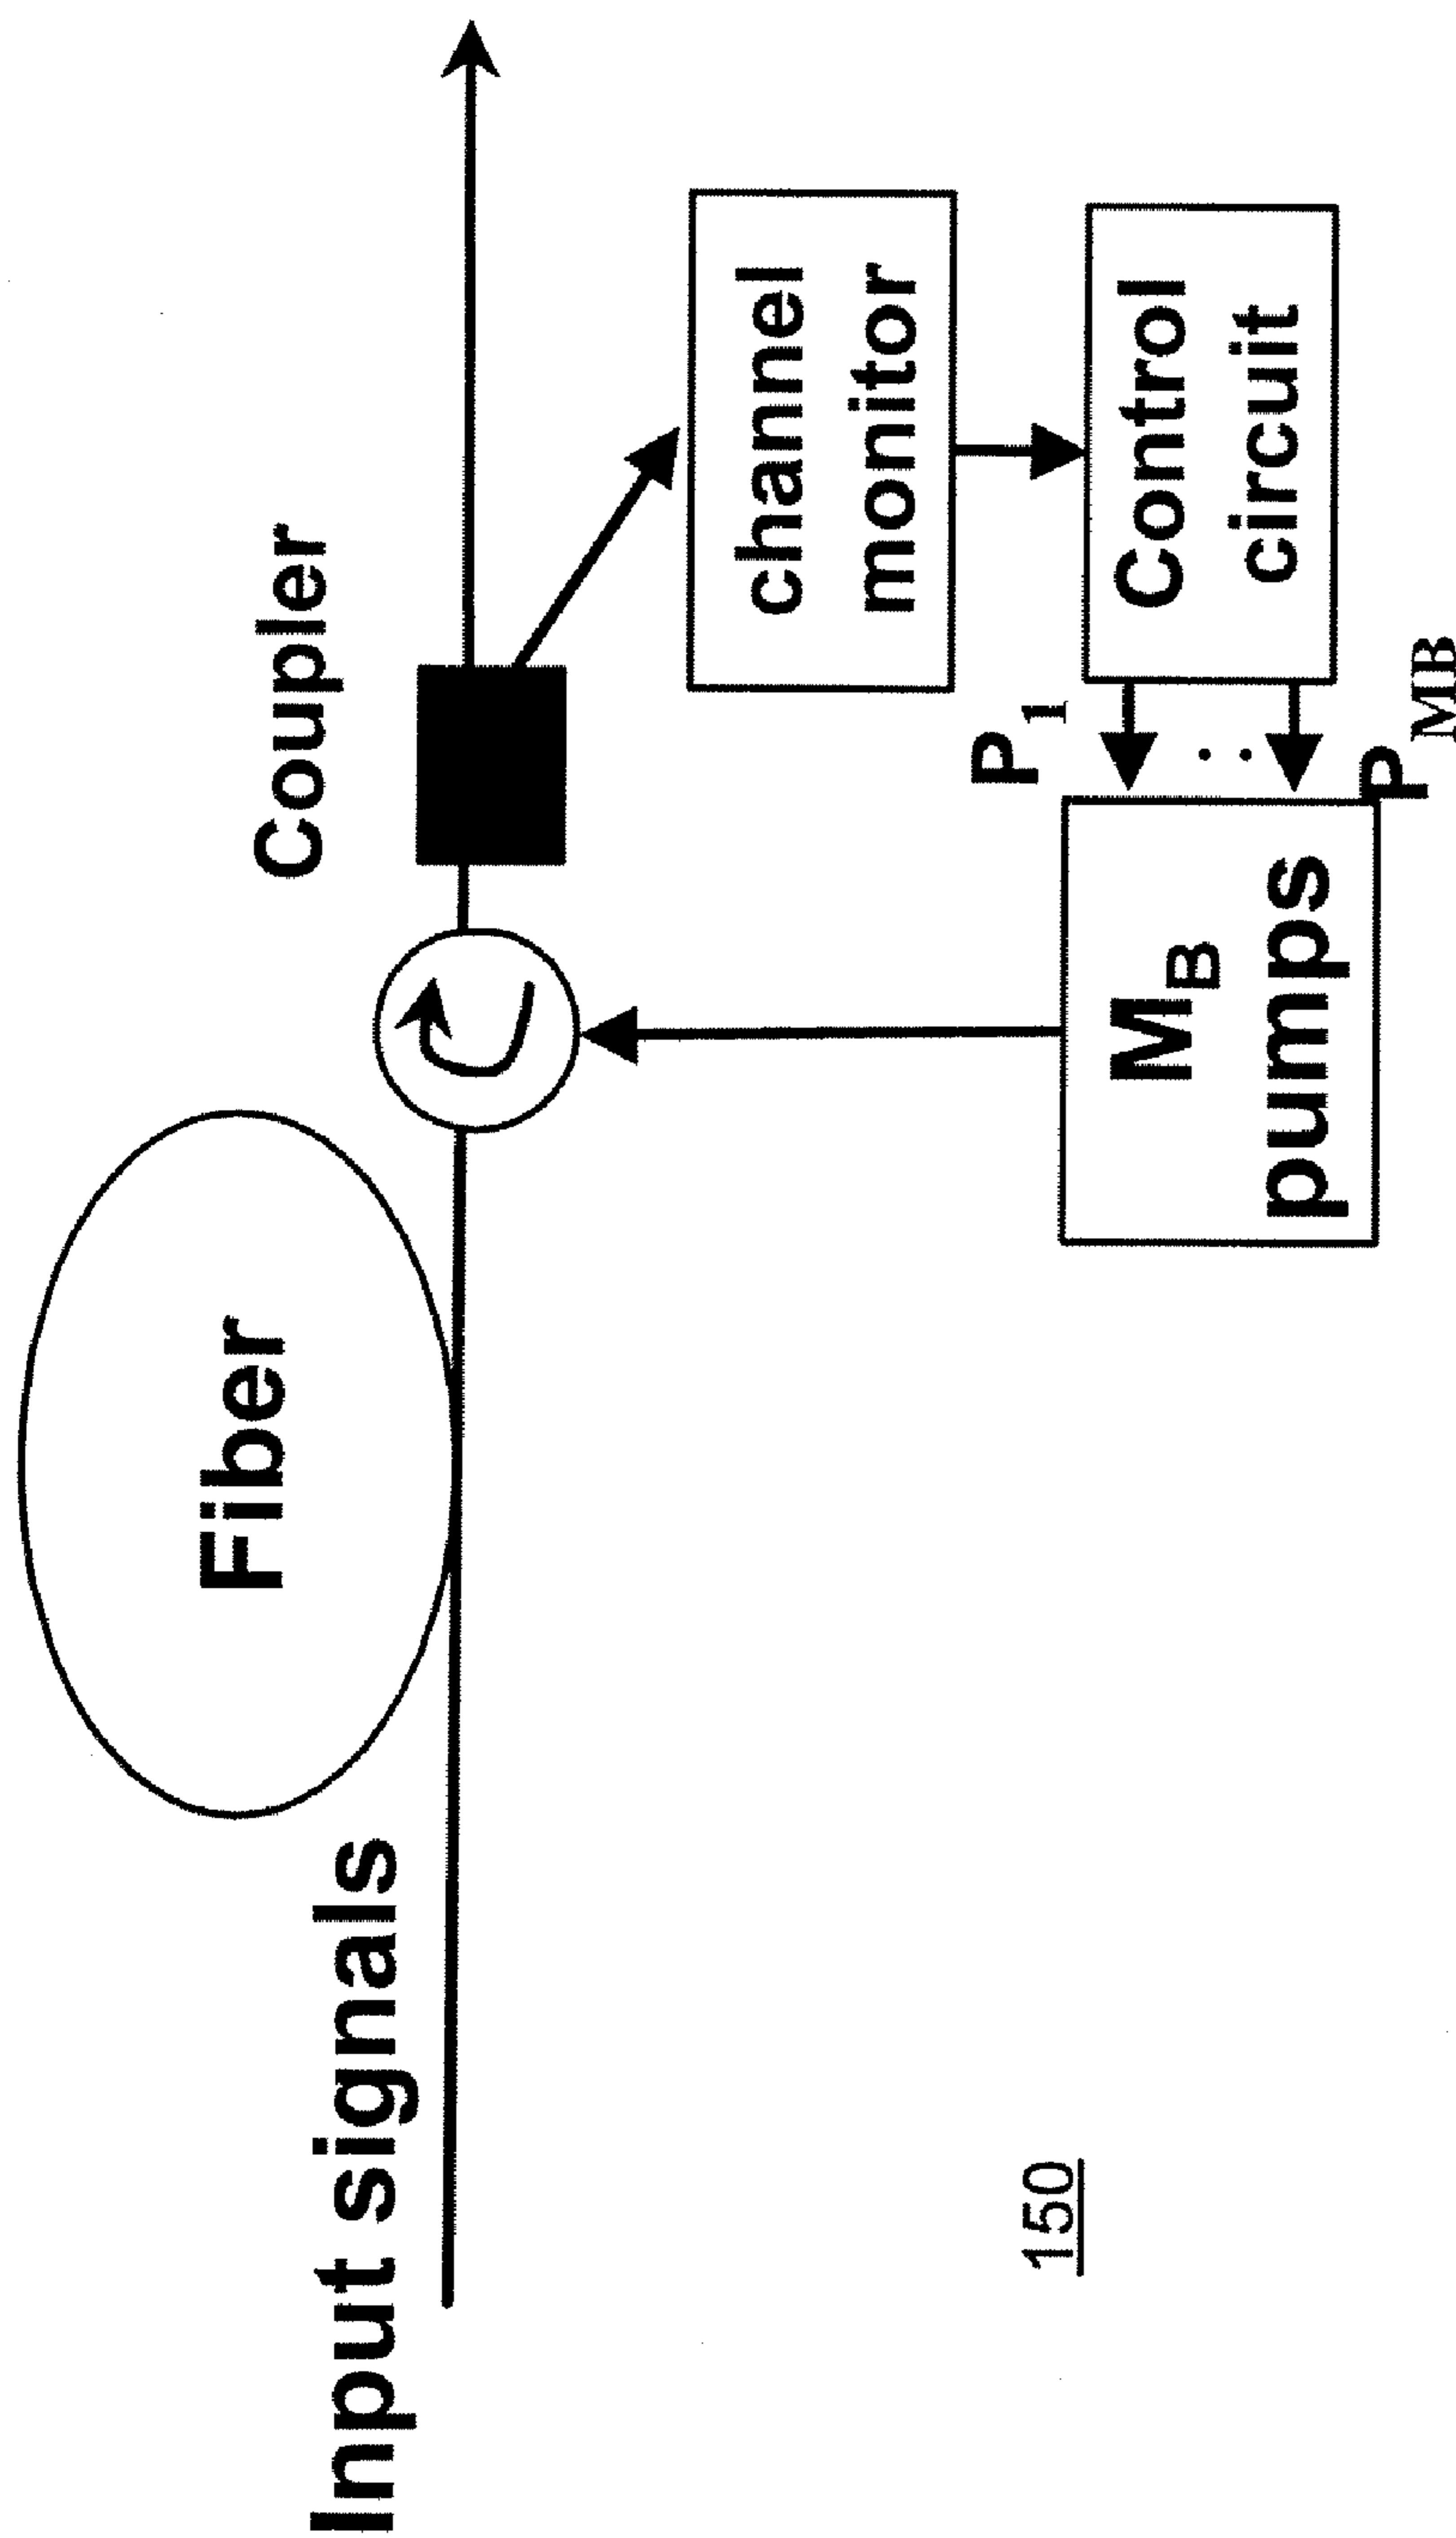 Fiber
Input signals
Coupler
channel
monitor
Control
circuit
P1
PMB
MB
pumps
150